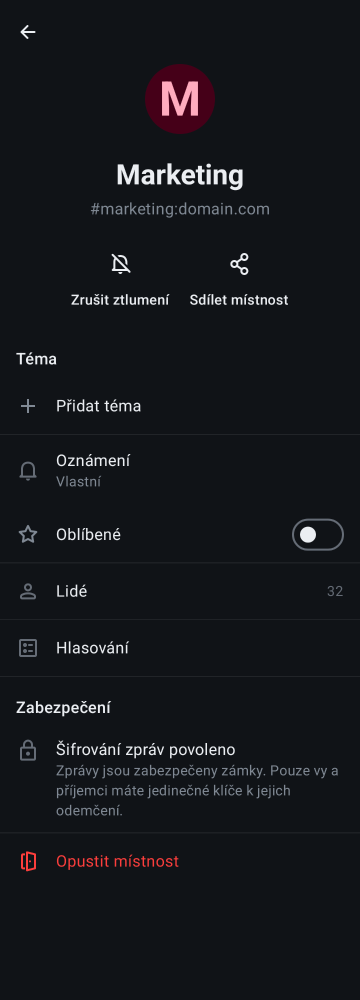 M
Marketing
#marketing:domain.com
Zrušit ztlumení
Sdílet místnost
Téma
Přidat téma
Oznámení
Vlastní
Oblíbené
Lidé
32
Hlasování
Zabezpečení
Šifrování zpráv povoleno
Zprávy jsou zabezpečeny zámky. Pouze vy a
příjemci máte jedinečné klíče k jejich
odemčení.
Opustit místnost